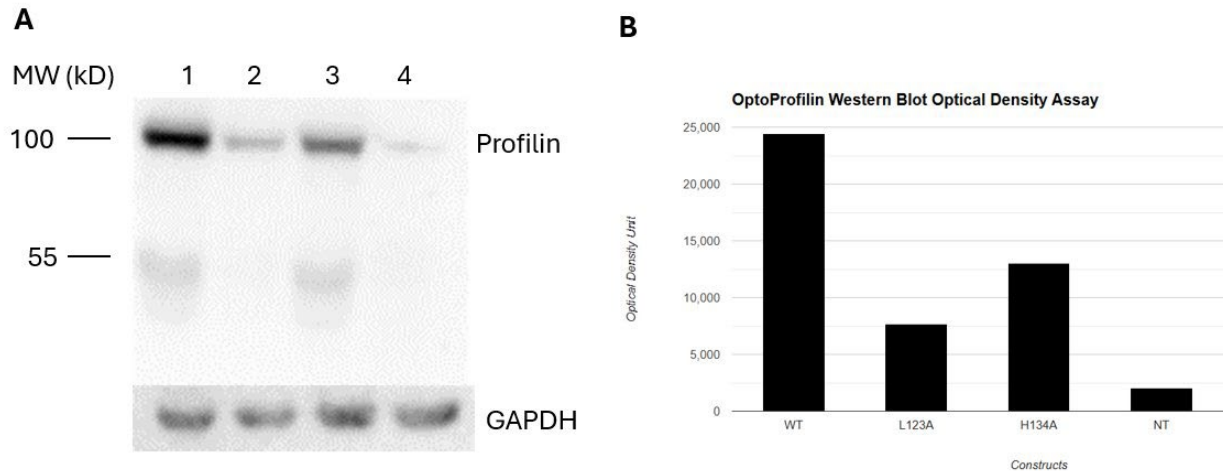 A
MW (kD) 1 2 3 4
100
Profilin
55
GAPDH
B
OptoProfilin Western Blot Optical Density Assay
25,000
20,000
15,000
10,000
5,000
0
Optical Density Unit
WT L123A H134A NT
Constructs